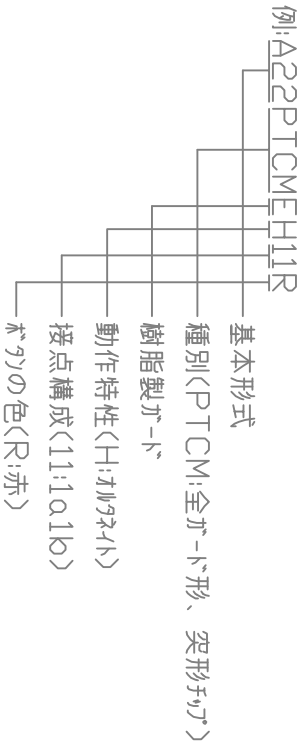 例:A22PTCMEH11R
基本形式
種別(PTCM:全ｶﾞｰﾄﾞ形、突形ﾁｯﾌﾟ)
樹脂製ｶﾞｰﾄﾞ
動作特性(H:ｵﾙﾀﾈｲﾄ)
接点構成(11:1a1b)
ﾎﾞﾀﾝの色(R:赤)